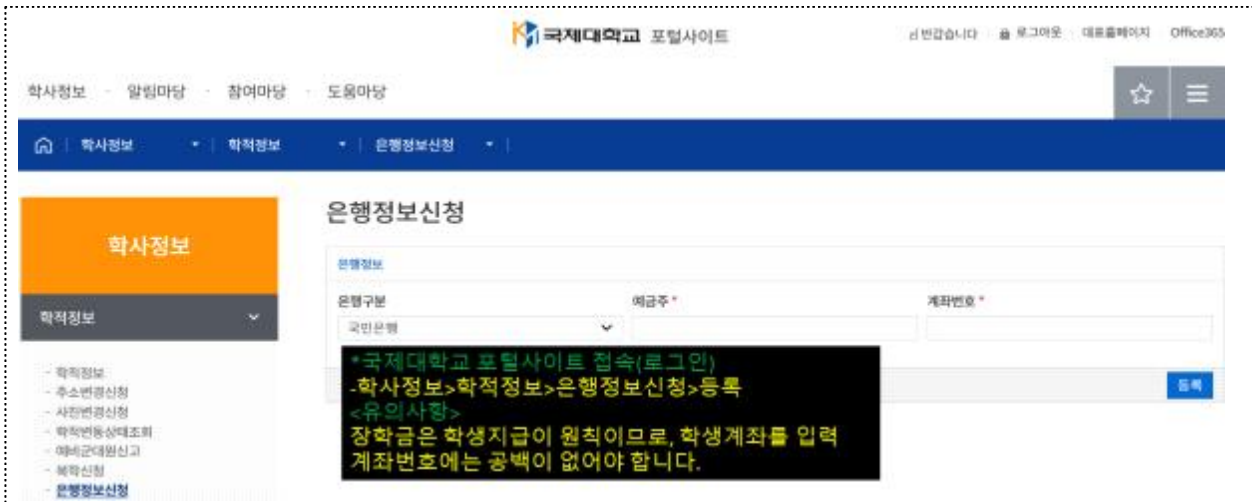 국제대학교 포털사이트
반갑습니다 로그아웃 대표홈페이지 Office365
학사정보 · 알림마당 · 참여마당 · 도움마당
학사정보 | 학적정보 | 은행정보신청
은행정보신청
학사정보
은행정보
은행구분 예금주 * 계좌번호 *
학적정보
국민은행
*국제대학교 포털사이트 접속(로그인)
- 학적정보
-학사정보>학적정보>은행정보신청>등록
등록
- 주소변경신청
<유의사항>
- 사진변경신청
장학금은 학생지급이 원칙이므로, 학생계좌를 입력
- 학적변동상태조회
계좌번호에는 공백이 없어야 합니다.
- 예비군대원신고
- 복학신청
- 은행정보신청